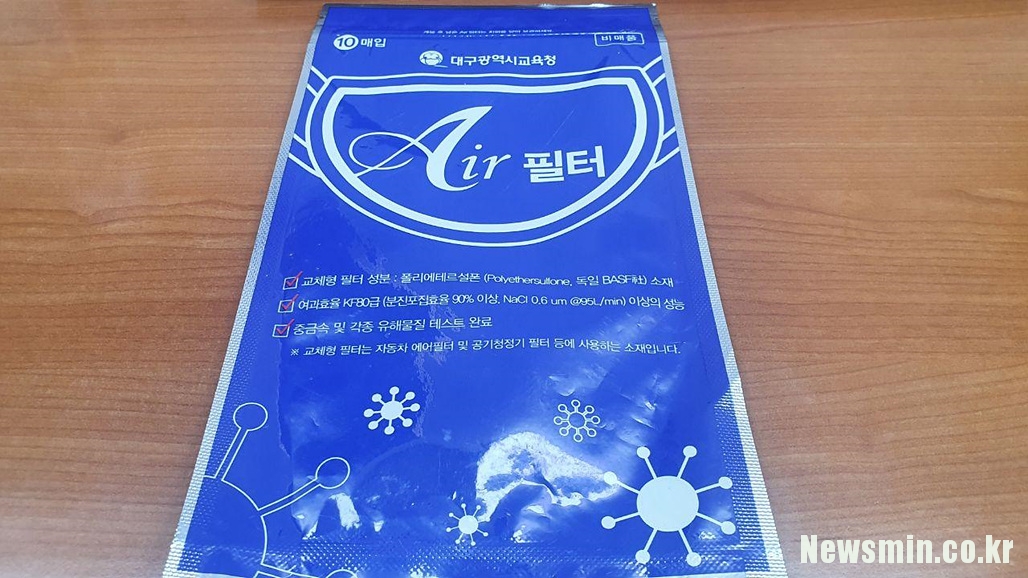 10 매입
비매품
대구광역시교육청
Air 필터
교체형 필터 성분 : 폴리에테르설폰 (Polyethersulfone, 독일 BASF社) 소재
여과효율 KF80급 (분진포집효율 90% 이상, NaCl 0.6 um @95L/min) 이상의 성능
중금속 및 각종 유해물질 테스트 완료
※ 교체형 필터는 자동차 에어필터 및 공기청정기 필터 등에 사용하는 소재입니다.
Newsmin.co.kr